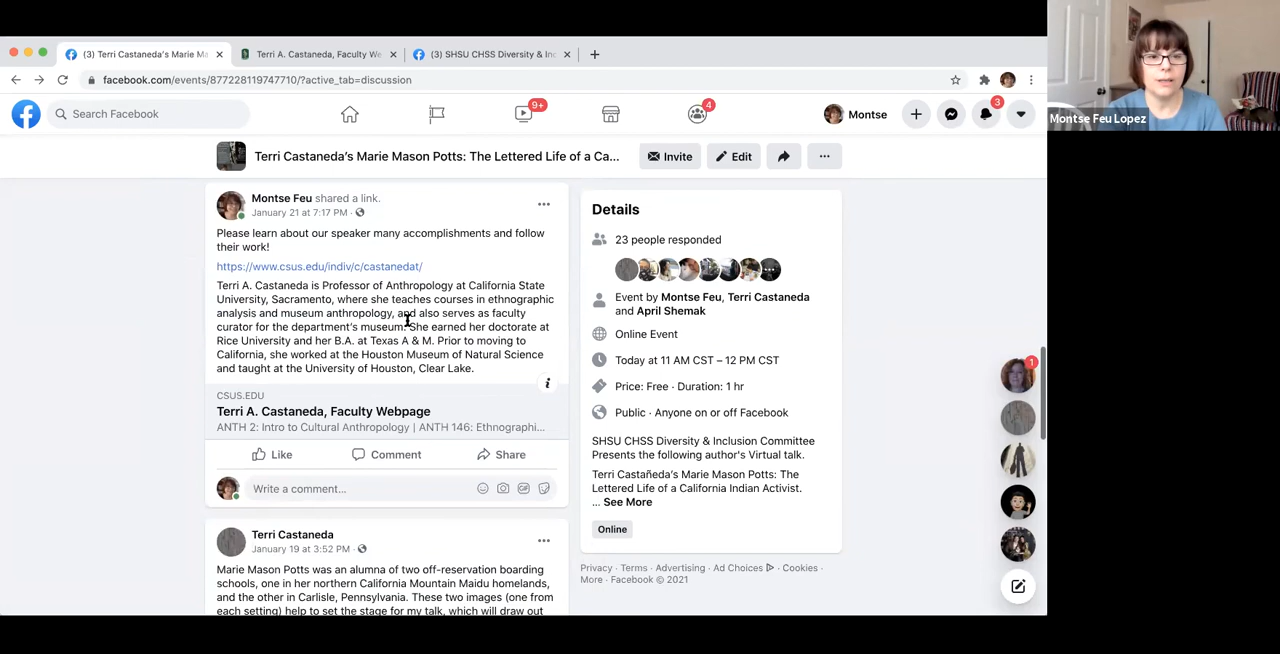 (3) Terri Castaneda's Marie Ma
Terri A. Castaneda, Faculty We
(3) SHSU CHSS Diversity & Inc
facebook.com/events/877228119747710/?active_tab=discussion
Search Facebook
9+
4
Montse
3
Montse Feu Lopez
Terri Castaneda's Marie Mason Potts: The Lettered Life of a Ca...
Invite
Edit
Montse Feu shared a link.
January 21 at 7:17 PM ·
Please learn about our speaker many accomplishments and follow
their work!
https://www.csus.edu/indiv/c/castanedat/
Terri A. Castaneda is Professor of Anthropology at California State
University, Sacramento, where she teaches courses in ethnographic
analysis and museum anthropology, and also serves as faculty
curator for the department's museum. She earned her doctorate at
Rice University and her B.A. at Texas A & M. Prior to moving to
California, she worked at the Houston Museum of Natural Science
and taught at the University of Houston, Clear Lake.
CSUS.EDU
Terri A. Castaneda, Faculty Webpage
ANTH 2: Intro to Cultural Anthropology | ANTH 146: Ethnographi...
Like
Comment
Share
Write a comment...
GIF
Terri Castaneda
January 19 at 3:52 PM ·
Marie Mason Potts was an alumna of two off-reservation boarding
schools, one in her northern California Mountain Maidu homelands,
and the other in Carlisle, Pennsylvania. These two images (one from
each setting) help to set the stage for my talk, which will draw out
Details
23 people responded
Event by Montse Feu, Terri Castaneda
and April Shemak
Online Event
Today at 11 AM CST – 12 PM CST
Price: Free · Duration: 1 hr
Public · Anyone on or off Facebook
SHSU CHSS Diversity & Inclusion Committee
Presents the following author's Virtual talk.
Terri Castañeda's Marie Mason Potts: The
Lettered Life of a California Indian Activist.
... See More
Online
Privacy · Terms · Advertising · Ad Choices · Cookies ·
More · Facebook © 2021
1